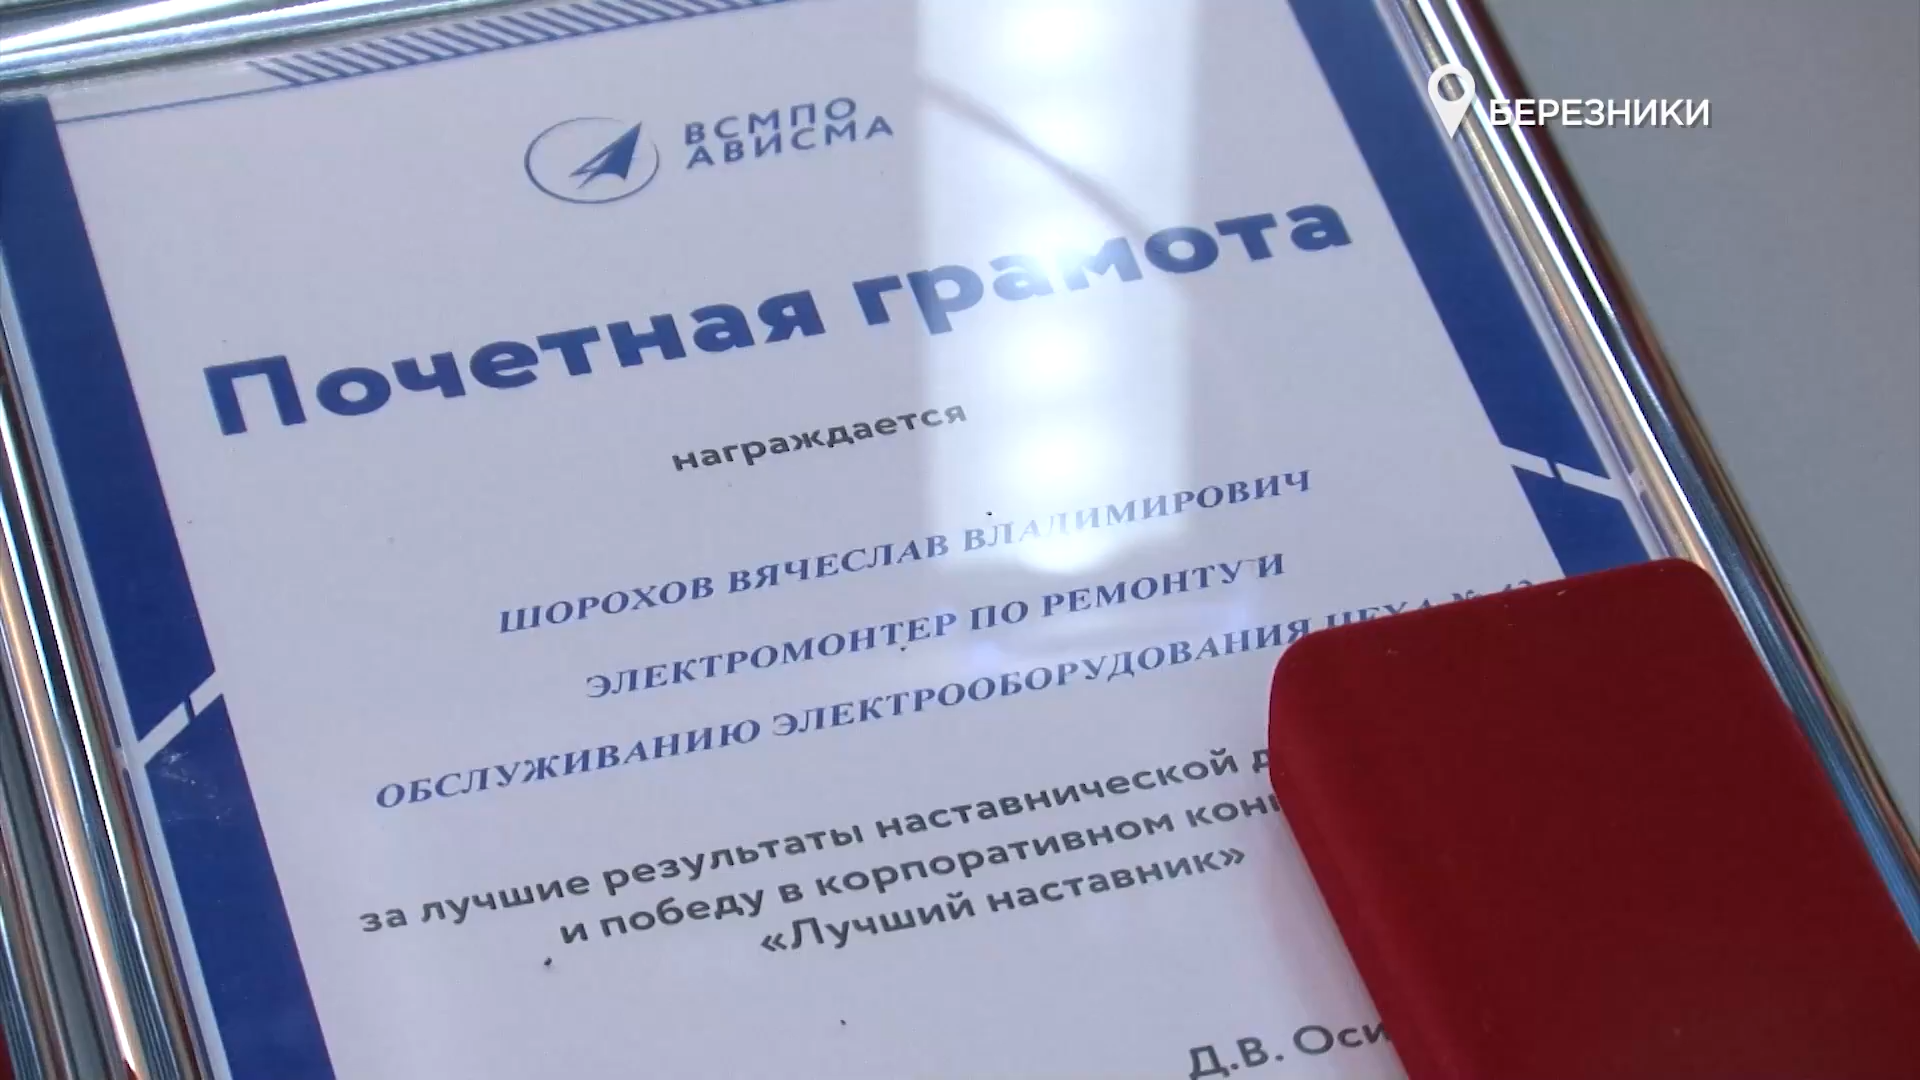 БЕРЕЗНИКИ
ВСМПО
АВИСМА
Почетная грамота
награждается
ШОРОХОВ ВЯЧЕСЛАВ ВЛАДИМИРОВИЧ
ЭЛЕКТРОМОНТЕР ПО РЕМОНТУ И
ОБСЛУЖИВАНИЮ ЭЛЕКТРООБОРУДОВАНИЯ ЦЕХА
за лучшие результаты наставнической
и победу в корпоративном
«Лучший наставник»
Д.В.